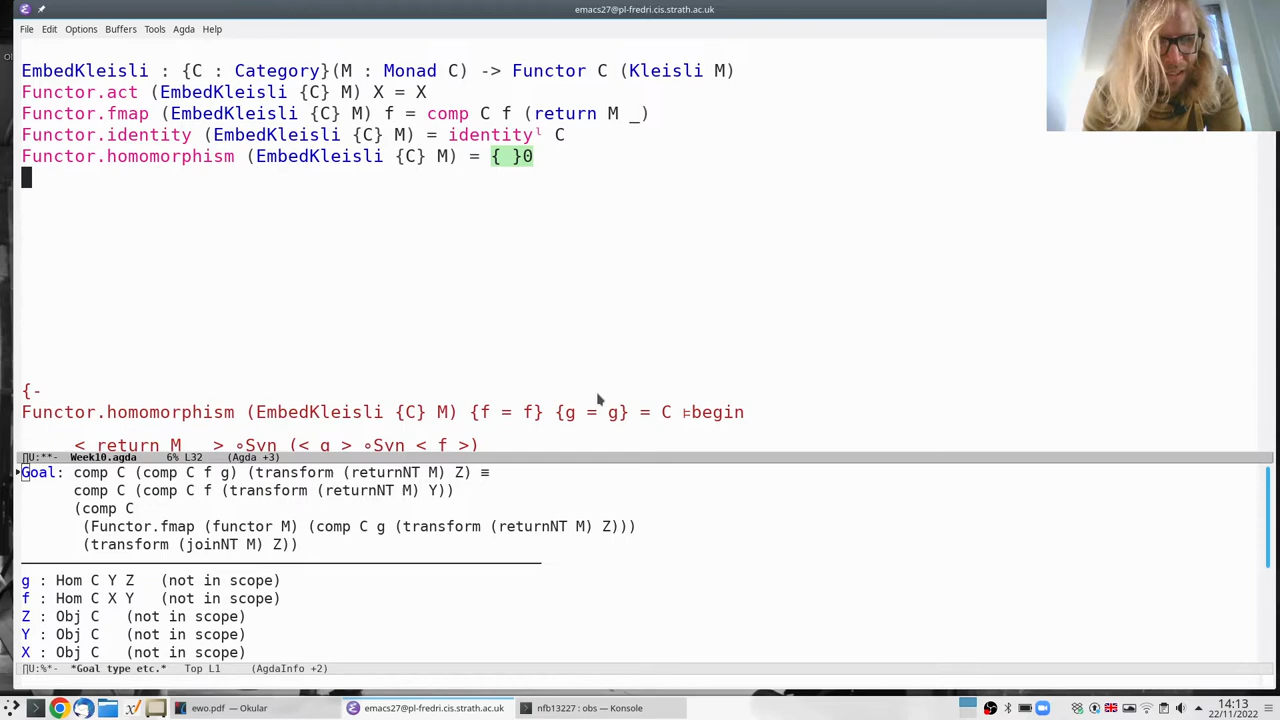 emacs27@pl-fredri.cis.strath.ac.uk
File Edit Options Buffers Tools Agda Help
EmbedKleisli : {C : Category}(M : Monad C) -> Functor C (Kleisli M)
Functor.act (EmbedKleisli {C} M) X = X
Functor.fmap (EmbedKleisli {C} M) f = comp C f (return M _)
Functor.identity (EmbedKleisli {C} M) = identityˡ C
Functor.homomorphism (EmbedKleisli {C} M) = { }0
{-
Functor.homomorphism (EmbedKleisli {C} M) {f = f} {g = g} = C ⊧begin
< return M _ > ∘Syn (< g > ∘Syn < f >)
U:**- Week10.agda 6% L32 (Agda +3)
Goal: comp C (comp C f g) (transform (returnNT M) Z) ≡
comp C (comp C f (transform (returnNT M) Y))
(comp C
(Functor.fmap (functor M) (comp C g (transform (returnNT M) Z)))
(transform (joinNT M) Z))
g : Hom C Y Z (not in scope)
f : Hom C X Y (not in scope)
Z : Obj C (not in scope)
Y : Obj C (not in scope)
X : Obj C (not in scope)
U:%*- *Goal type etc.* Top L1 (AgdaInfo +2)
ewo.pdf — Okular
emacs27@pl-fredri.cis.strath.ac.uk
nfb13227 : obs — Konsole
14:13
22/11/2022